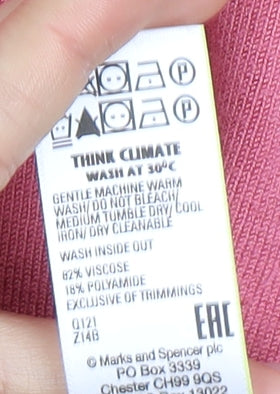 P
P
THINK CLIMATE
WASH AT 30°C
GENTLE MACHINE WARM
WASH/ DO NOT BLEACH/
MEDIUM TUMBLE DRY/ COOL
IRON/ DRY CLEANABLE
WASH INSIDE OUT
82% VISCOSE
18% POLYAMIDE
EXCLUSIVE OF TRIMMINGS
Q121
Z14B
EAC
© Marks and Spencer plc
PO Box 3339
Chester CH99 9QS
Box 13022